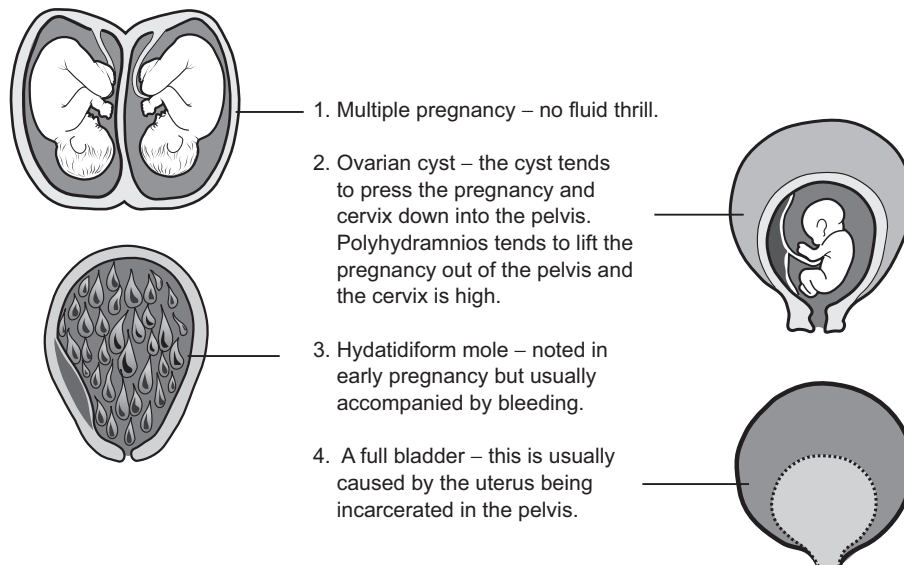 1. Multiple pregnancy – no fluid thrill.
2. Ovarian cyst – the cyst tends
to press the pregnancy and
cervix down into the pelvis.
Polyhydramnios tends to lift the
pregnancy out of the pelvis and
the cervix is high.
3. Hydatidiform mole – noted in
early pregnancy but usually
accompanied by bleeding.
4. A full bladder – this is usually
caused by the uterus being
incarcerated in the pelvis.